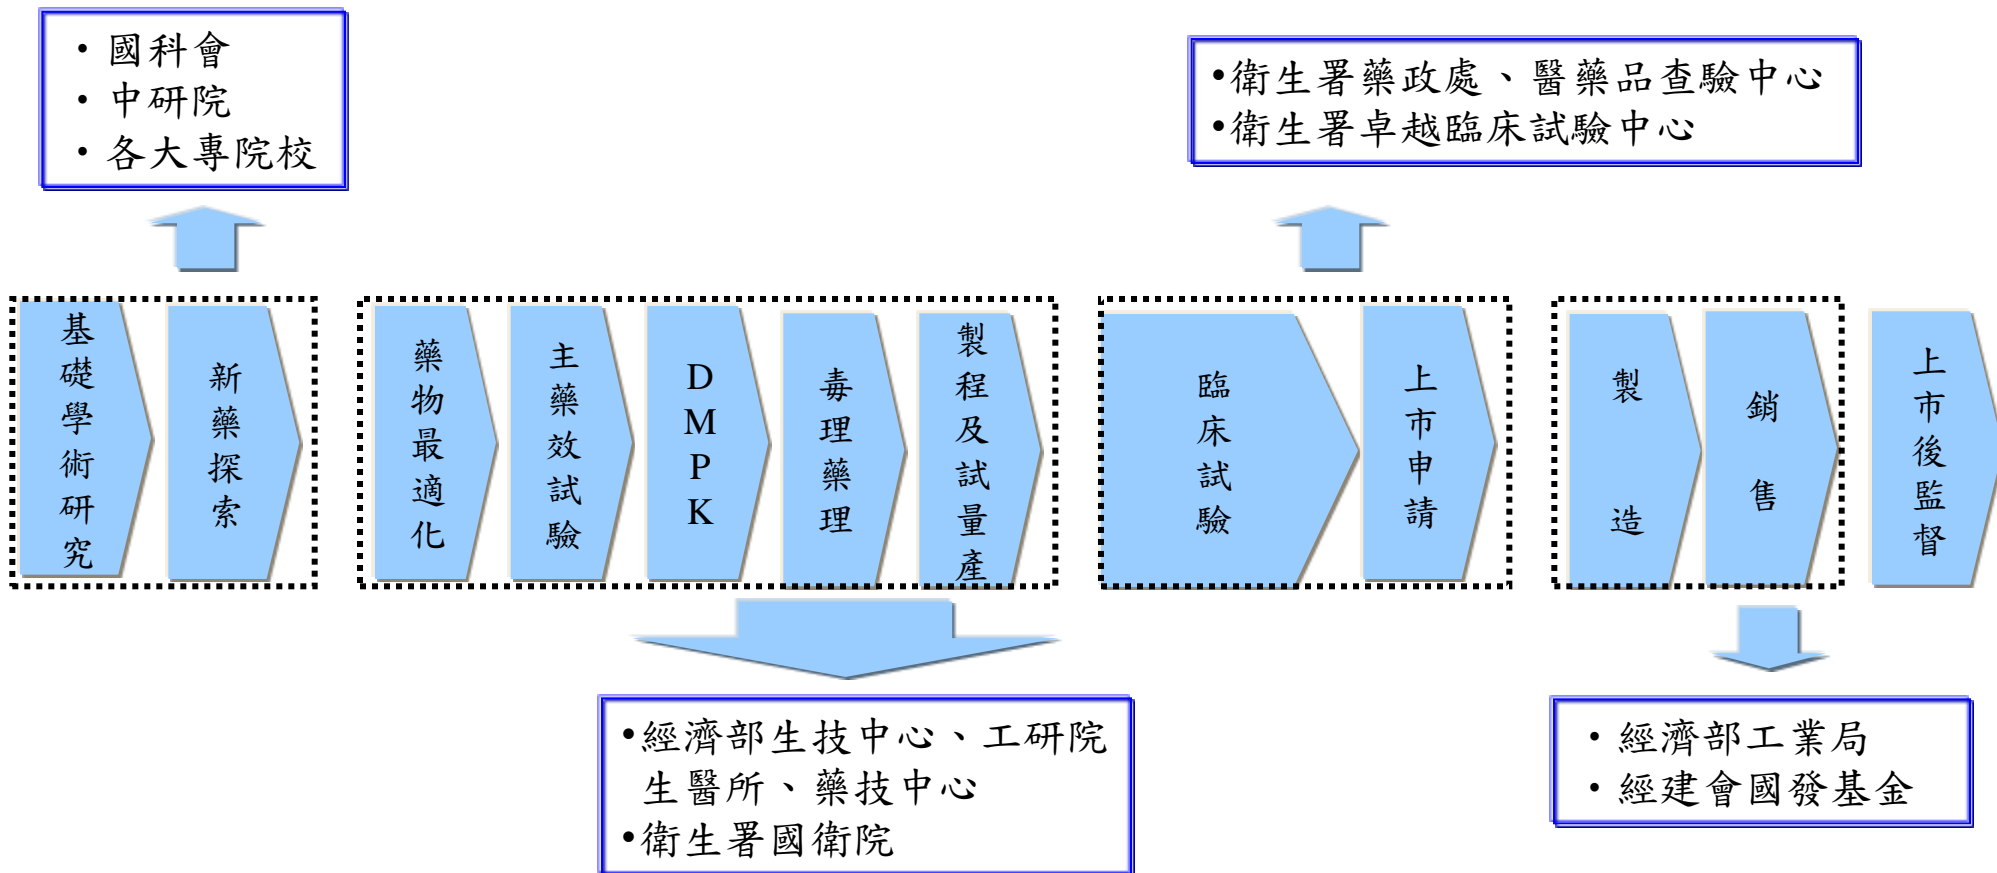 ・國科會
・中研院
・各大專院校
•衛生署藥政處、醫藥品查驗中心
•衛生署卓越臨床試驗中心
基礎學術研究
新藥探索
藥物最適化
主藥效試驗
DMPK
毒理藥理
製程及試量產
臨床試驗
上市申請
製造
銷售
上市後監督
•經濟部生技中心、工研院
生醫所、藥技中心
•衛生署國衛院
・經濟部工業局
・經建會國發基金